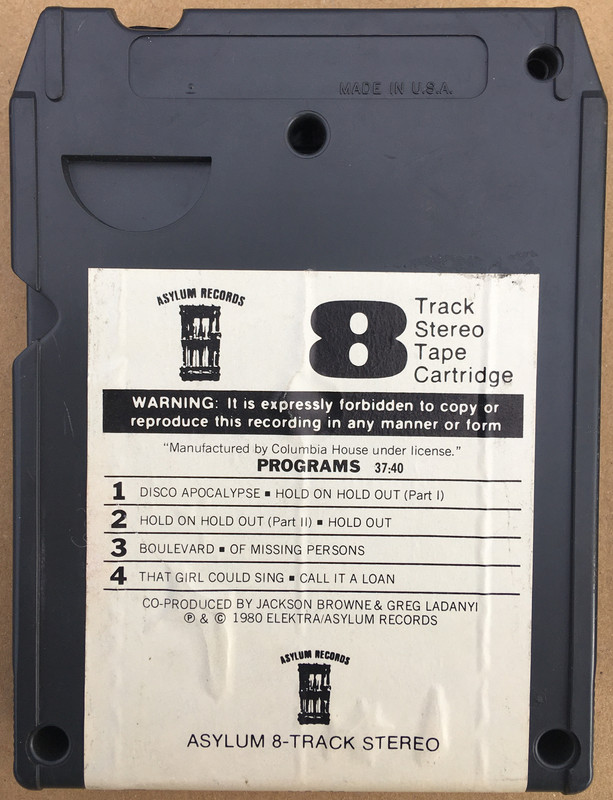 1 MADE IN U.S.A.
ASYLUM RECORDS
8 Track
Stereo
Tape
Cartridge
WARNING: It is expressly forbidden to copy or
reproduce this recording in any manner or form
"Manufactured by Columbia House under license."
PROGRAMS 37:40
1 DISCO APOCALYPSE ▪ HOLD ON HOLD OUT (Part I)
2 HOLD ON HOLD OUT (Part II) ▪ HOLD OUT
3 BOULEVARD ▪ OF MISSING PERSONS
4 THAT GIRL COULD SING ▪ CALL IT A LOAN
CO-PRODUCED BY JACKSON BROWNE & GREG LADANYI
℗ & © 1980 ELEKTRA/ASYLUM RECORDS
ASYLUM RECORDS
ASYLUM 8-TRACK STEREO